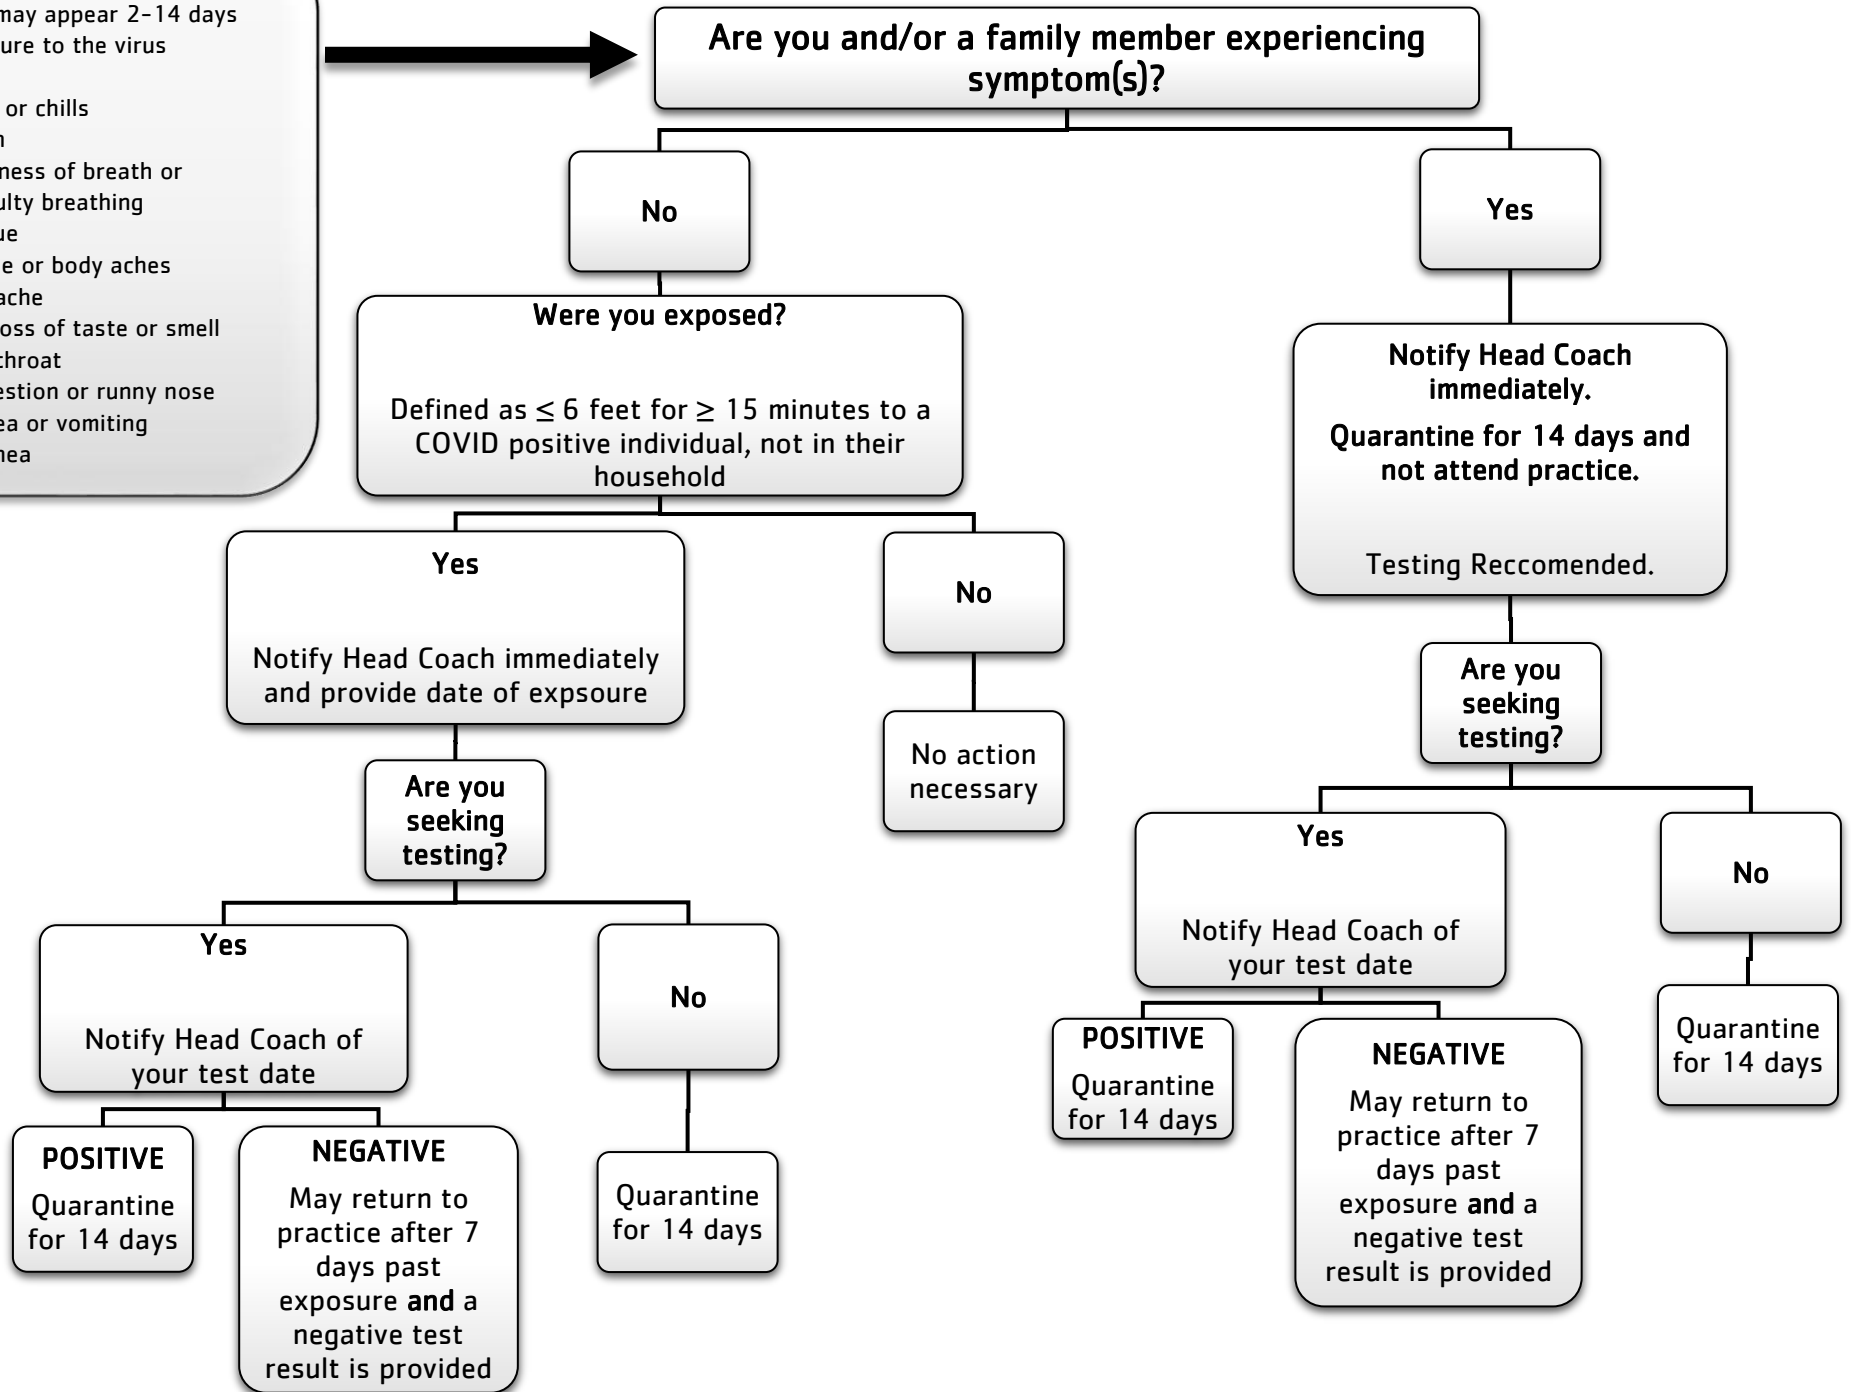 may appear 2-14 days
ure to the virus
or chills
ness of breath or
ulty breathing
ue
e or body aches
ache
oss of taste or smell
throat
estion or runny nose
ea or vomiting
hea
Are you and/or a family member experiencing
symptom(s)?
No
Yes
Were you exposed?
Defined as ≤ 6 feet for ≥ 15 minutes to a
COVID positive individual, not in their
household
Notify Head Coach
immediately.
Quarantine for 14 days and
not attend practice.
Testing Reccomended.
Yes
Notify Head Coach immediately
and provide date of expsoure
No
No action
necessary
Are you
seeking
testing?
Yes
Notify Head Coach of
your test date
No
POSITIVE
Quarantine
for 14 days
NEGATIVE
May return to
practice after 7
days past
exposure and a
negative test
result is provided
Quarantine
for 14 days
Are you
seeking
testing?
Yes
Notify Head Coach of
your test date
No
POSITIVE
Quarantine
for 14 days
NEGATIVE
May return to
practice after 7
days past
exposure and a
negative test
result is provided
Quarantine
for 14 days